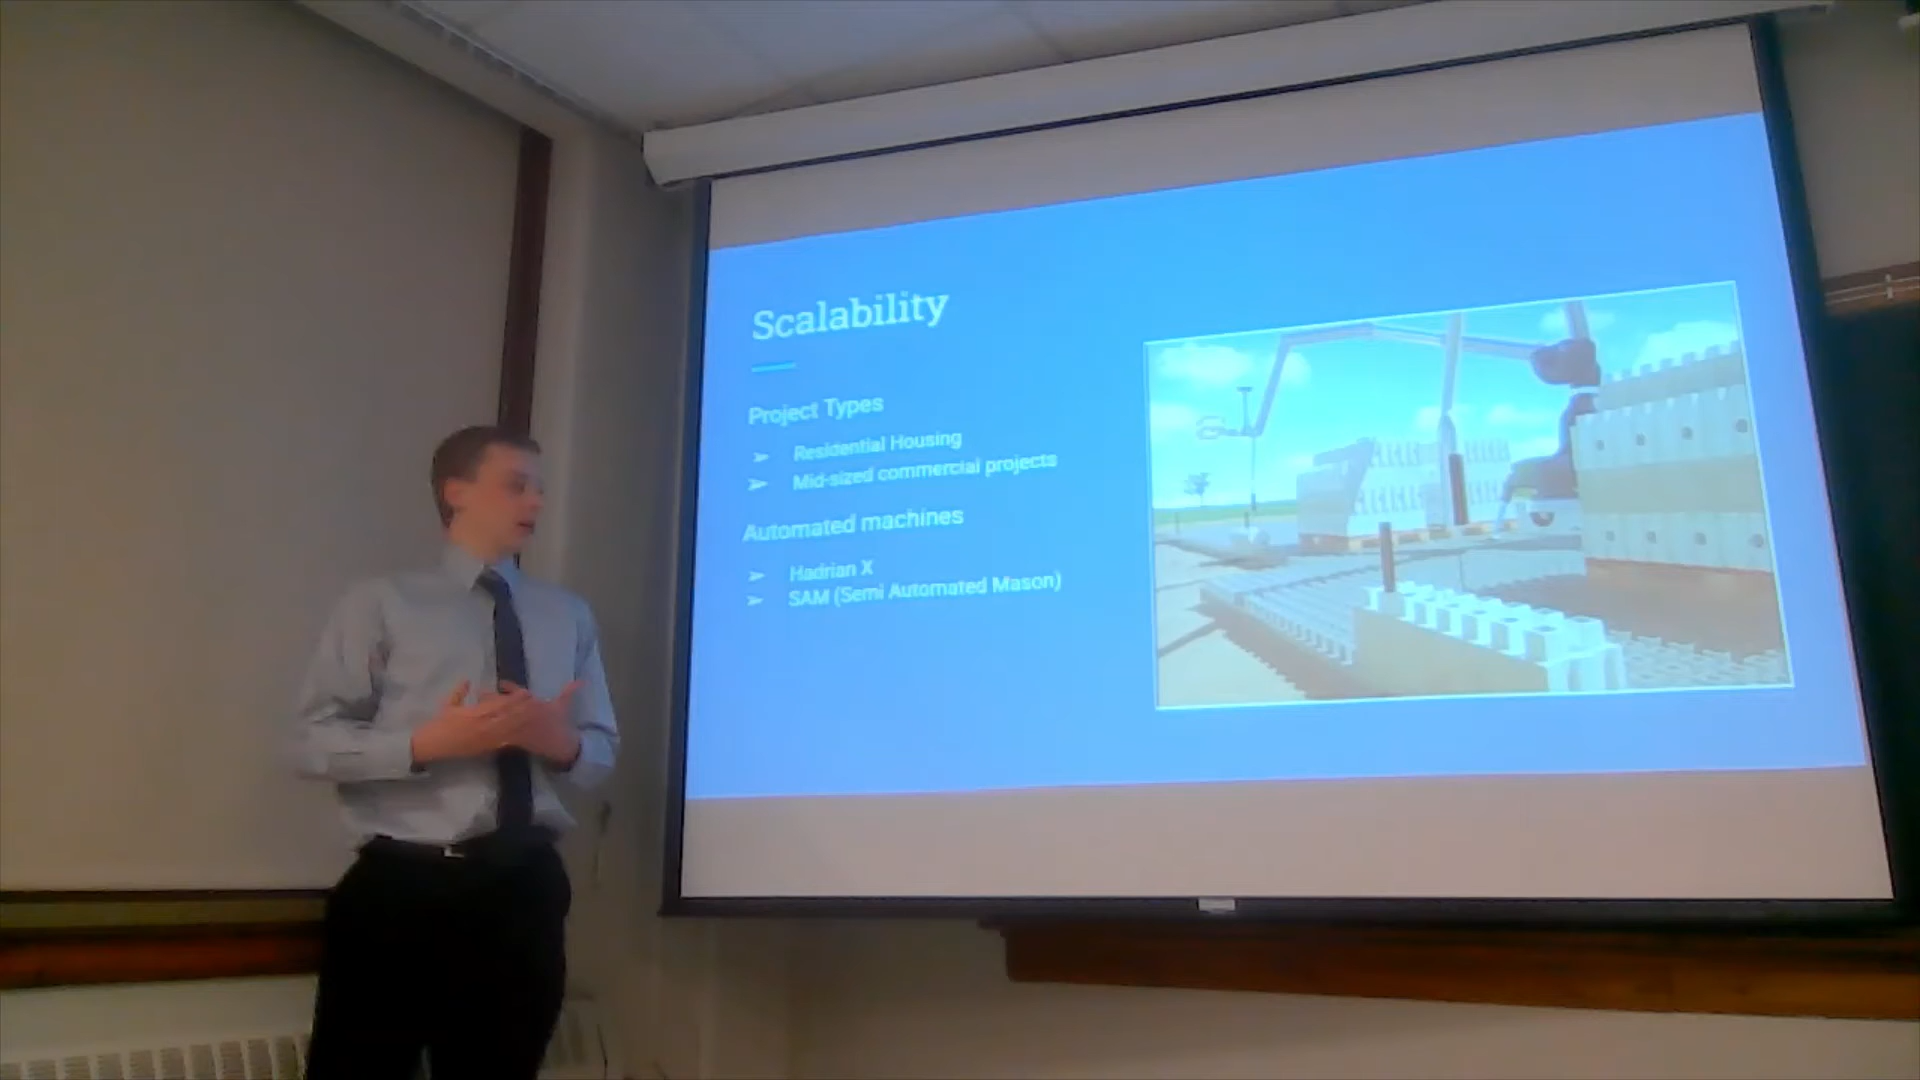 Scalability
Project Types
➢ Residential Housing
➢ Mid-sized commercial projects
Automated machines
➢ Hadrian X
➢ SAM (Semi Automated Mason)